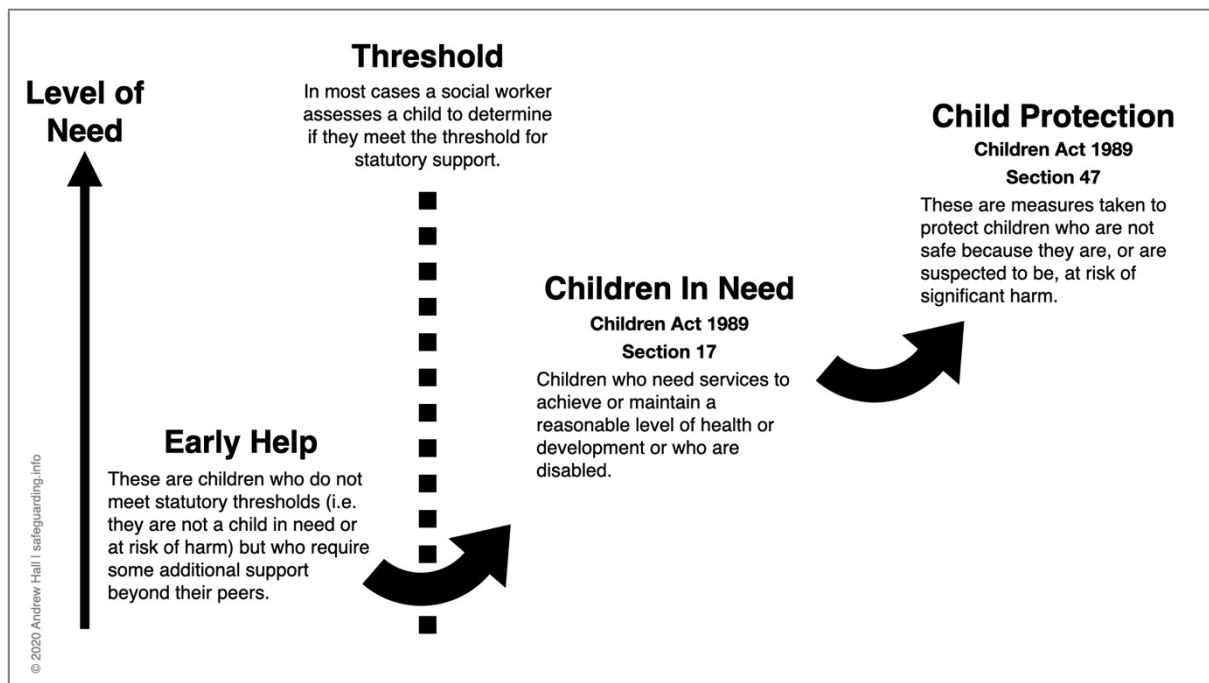 Level of
Need
Threshold
In most cases a social worker
assesses a child to determine
if they meet the threshold for
statutory support.
Child Protection
Children Act 1989
Section 47
These are measures taken to
protect children who are not
safe because they are, or are
suspected to be, at risk of
significant harm.
Children In Need
Children Act 1989
Section 17
Children who need services to
achieve or maintain a
reasonable level of health or
development or who are
disabled.
Early Help
These are children who do not
meet statutory thresholds (i.e.
they are not a child in need or
at risk of harm) but who require
some additional support
beyond their peers.
© 2020 Andrew Hall | safeguarding.info